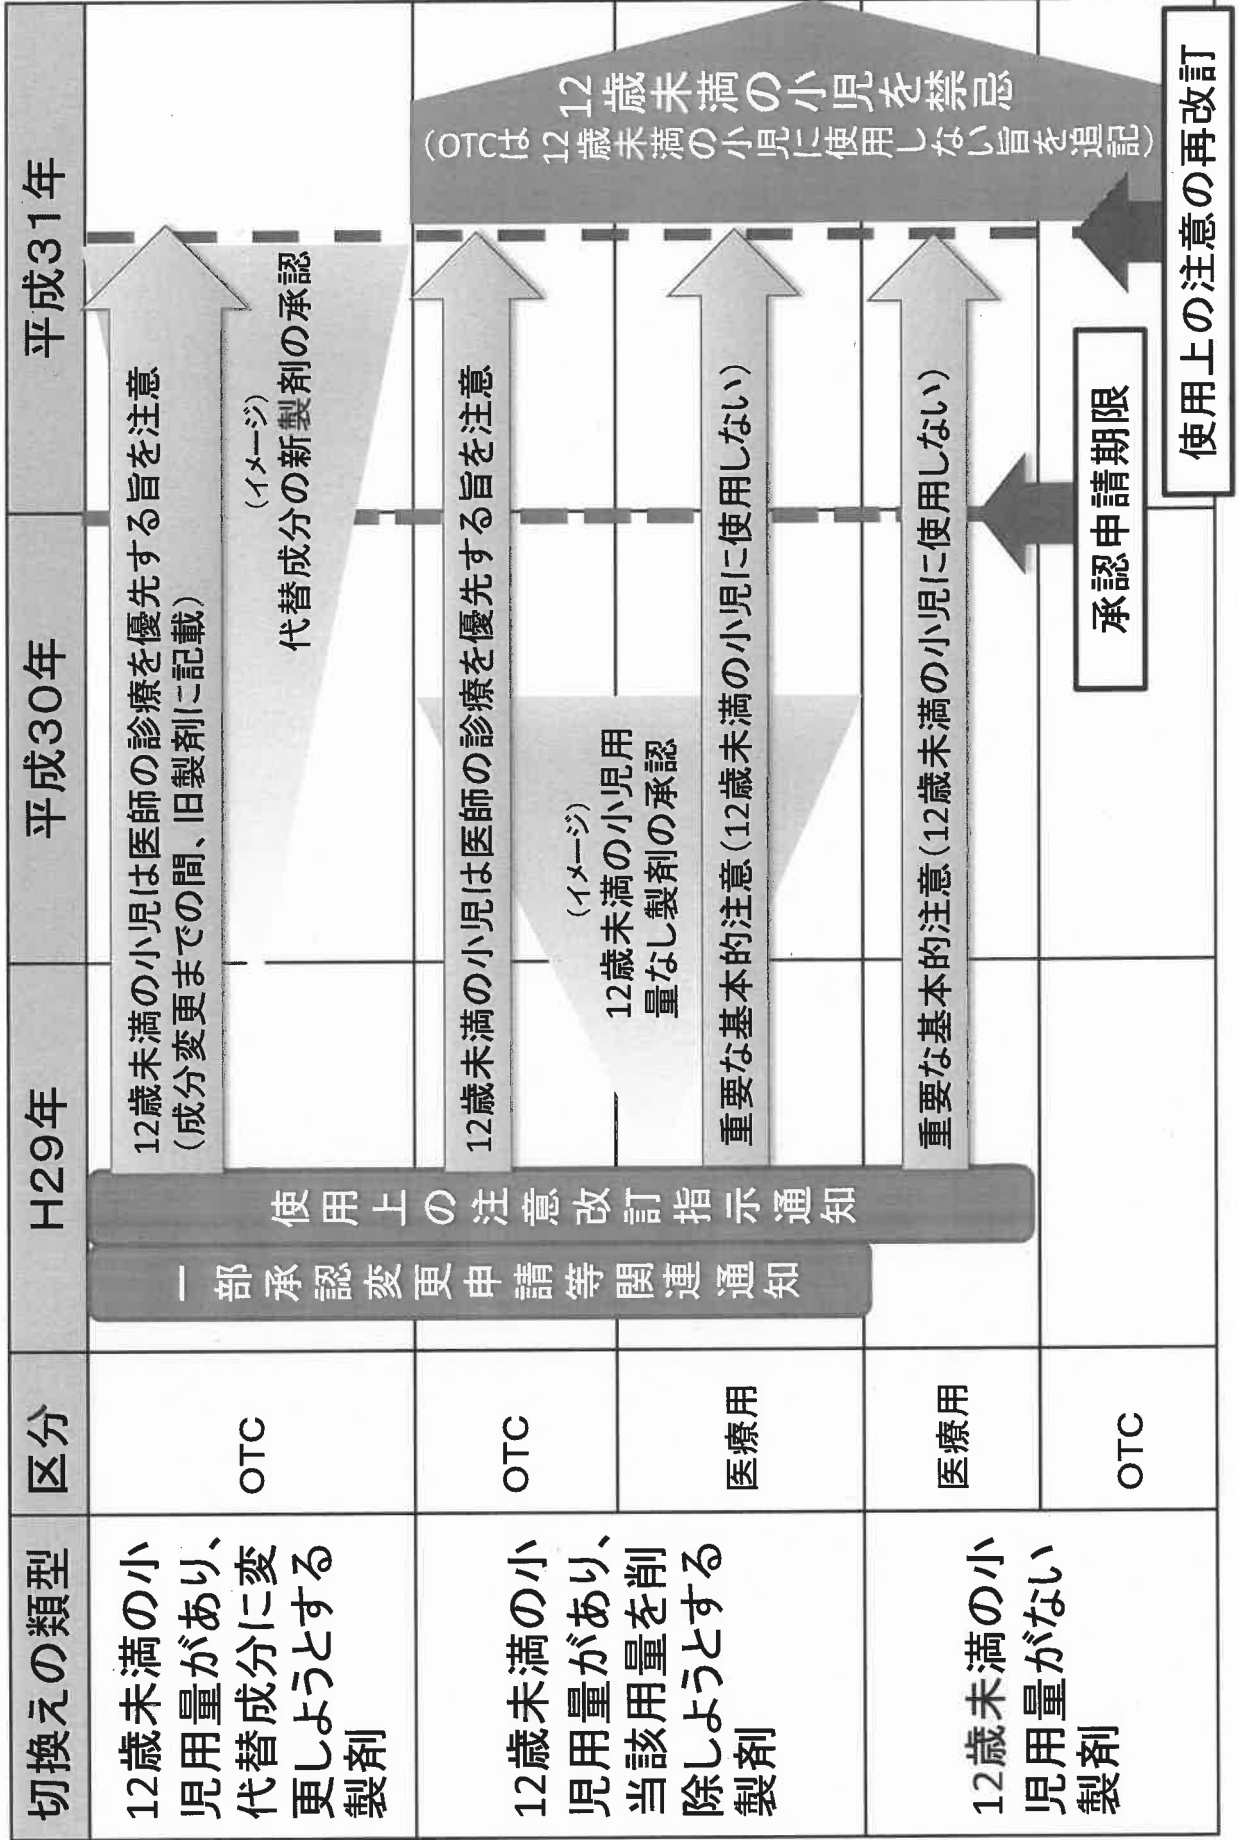 切換えの類型
区分
H29年
平成30年
平成31年
12歳未満の小
児用量があり、
代替成分に変
更しようとする
製剤
OTC
一部承認変更申請等関連通知
使用上の注意改訂指示通知
12歳未満の小児は医師の診療を優先する旨を注意
（成分変更までの間、旧製剤に記載）
（イメージ）
代替成分の新製剤の承認
12歳未満の小
児用量があり、
当該用量を削
除しようとする
製剤
OTC
12歳未満の小児は医師の診療を優先する旨を注意
（イメージ）
12歳未満の小児用
量なし製剤の承認
医療用
重要な基本的注意（12歳未満の小児に使用しない）
12歳未満の小児を禁忌
（OTCは12歳未満の小児に使用しない旨を追記）
12歳未満の小
児用量がない
製剤
医療用
重要な基本的注意（12歳未満の小児に使用しない）
OTC
承認申請期限
使用上の注意の再改訂